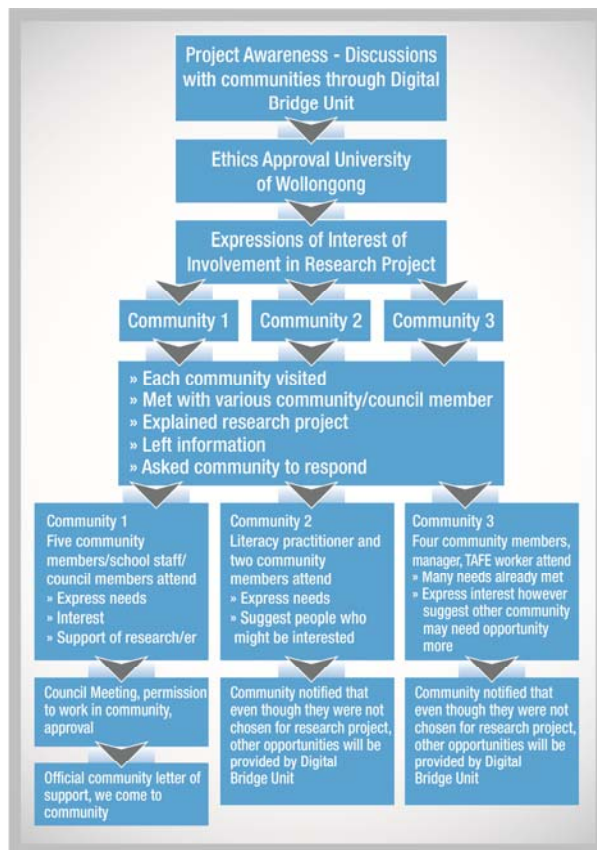 Project Awareness - Discussions
with communities through Digital
Bridge Unit
Ethics Approval University
of Wollongong
Expressions of Interest of
Involvement in Research Project
Community 1
Community 2
Community 3
» Each community visited
» Met with various community/council member
» Explained research project
» Left information
» Asked community to respond
Community 1
Five community
members/school staff/
council members attend
» Express needs
» Interest
» Support of research/er
Community 2
Literacy practitioner and
two community
members attend
» Express needs
» Suggest people who
might be interested
Community 3
Four community members,
manager, TAFE worker attend
» Many needs already met
» Express interest however
suggest other community
may need opportunity
more
Council Meeting, permission
to work in community,
approval
Community notified that
even though they were not
chosen for research project,
other opportunities will be
provided by Digital
Bridge Unit
Community notified that
even though they were not
chosen for research project,
other opportunities will be
provided by Digital
Bridge Unit
Official community letter of
support, we come to
community